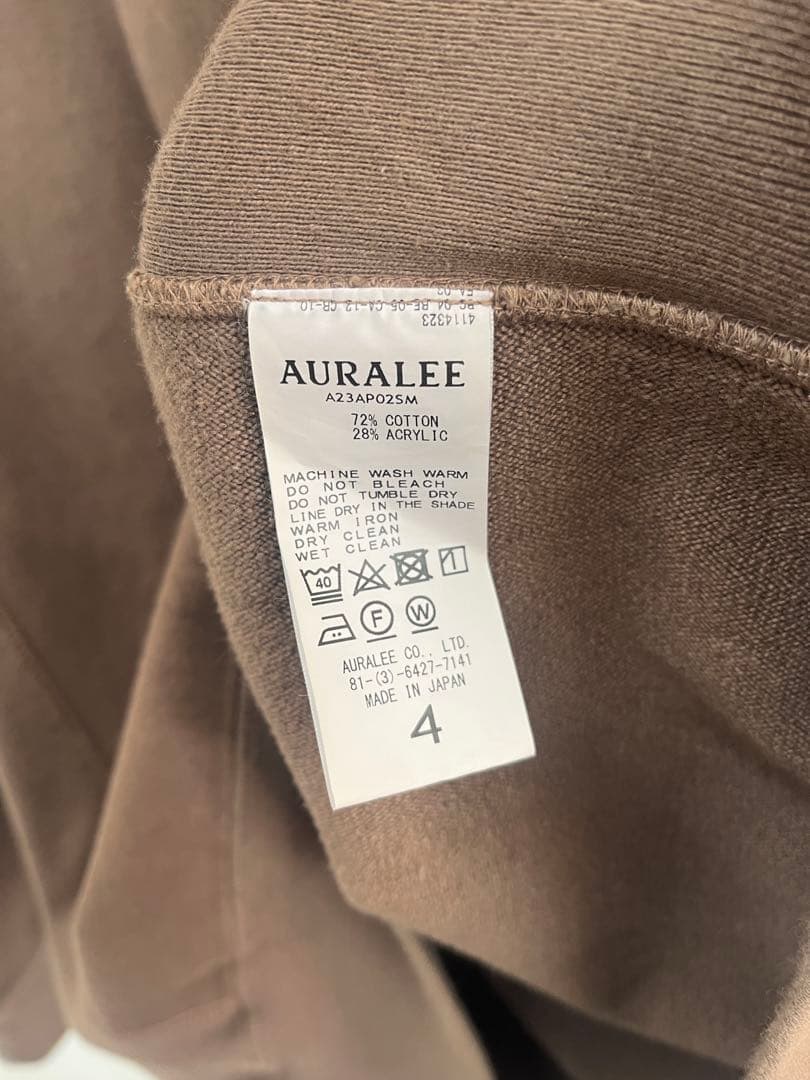 4114323
AURALEE
A23AP02SM
72% COTTON
28% ACRYLIC
MACHINE WASH WARM
DO NOT BLEACH
DO NOT TUMBLE DRY
LINE DRY IN THE SHADE
WARM IRON
DRY CLEAN
WET CLEAN
40
F W
AURALEE CO., LTD.
81-(3)-6427-7141
MADE IN JAPAN
4